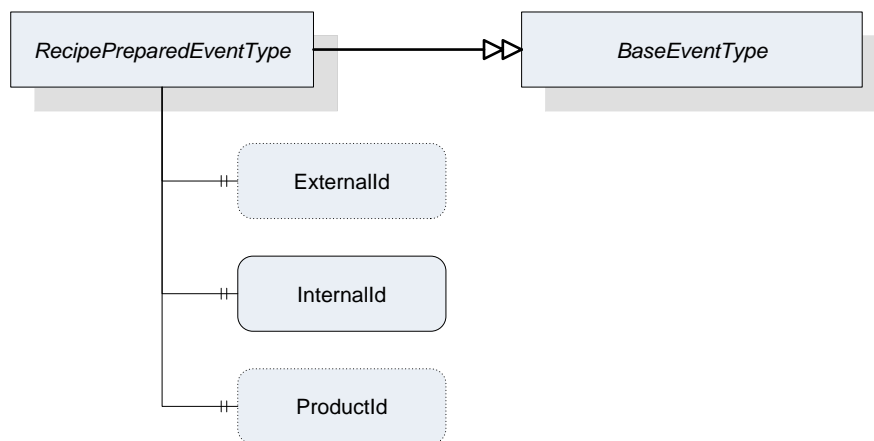 RecipePreparedEventType
BaseEventType
ExternalId
InternalId
ProductId